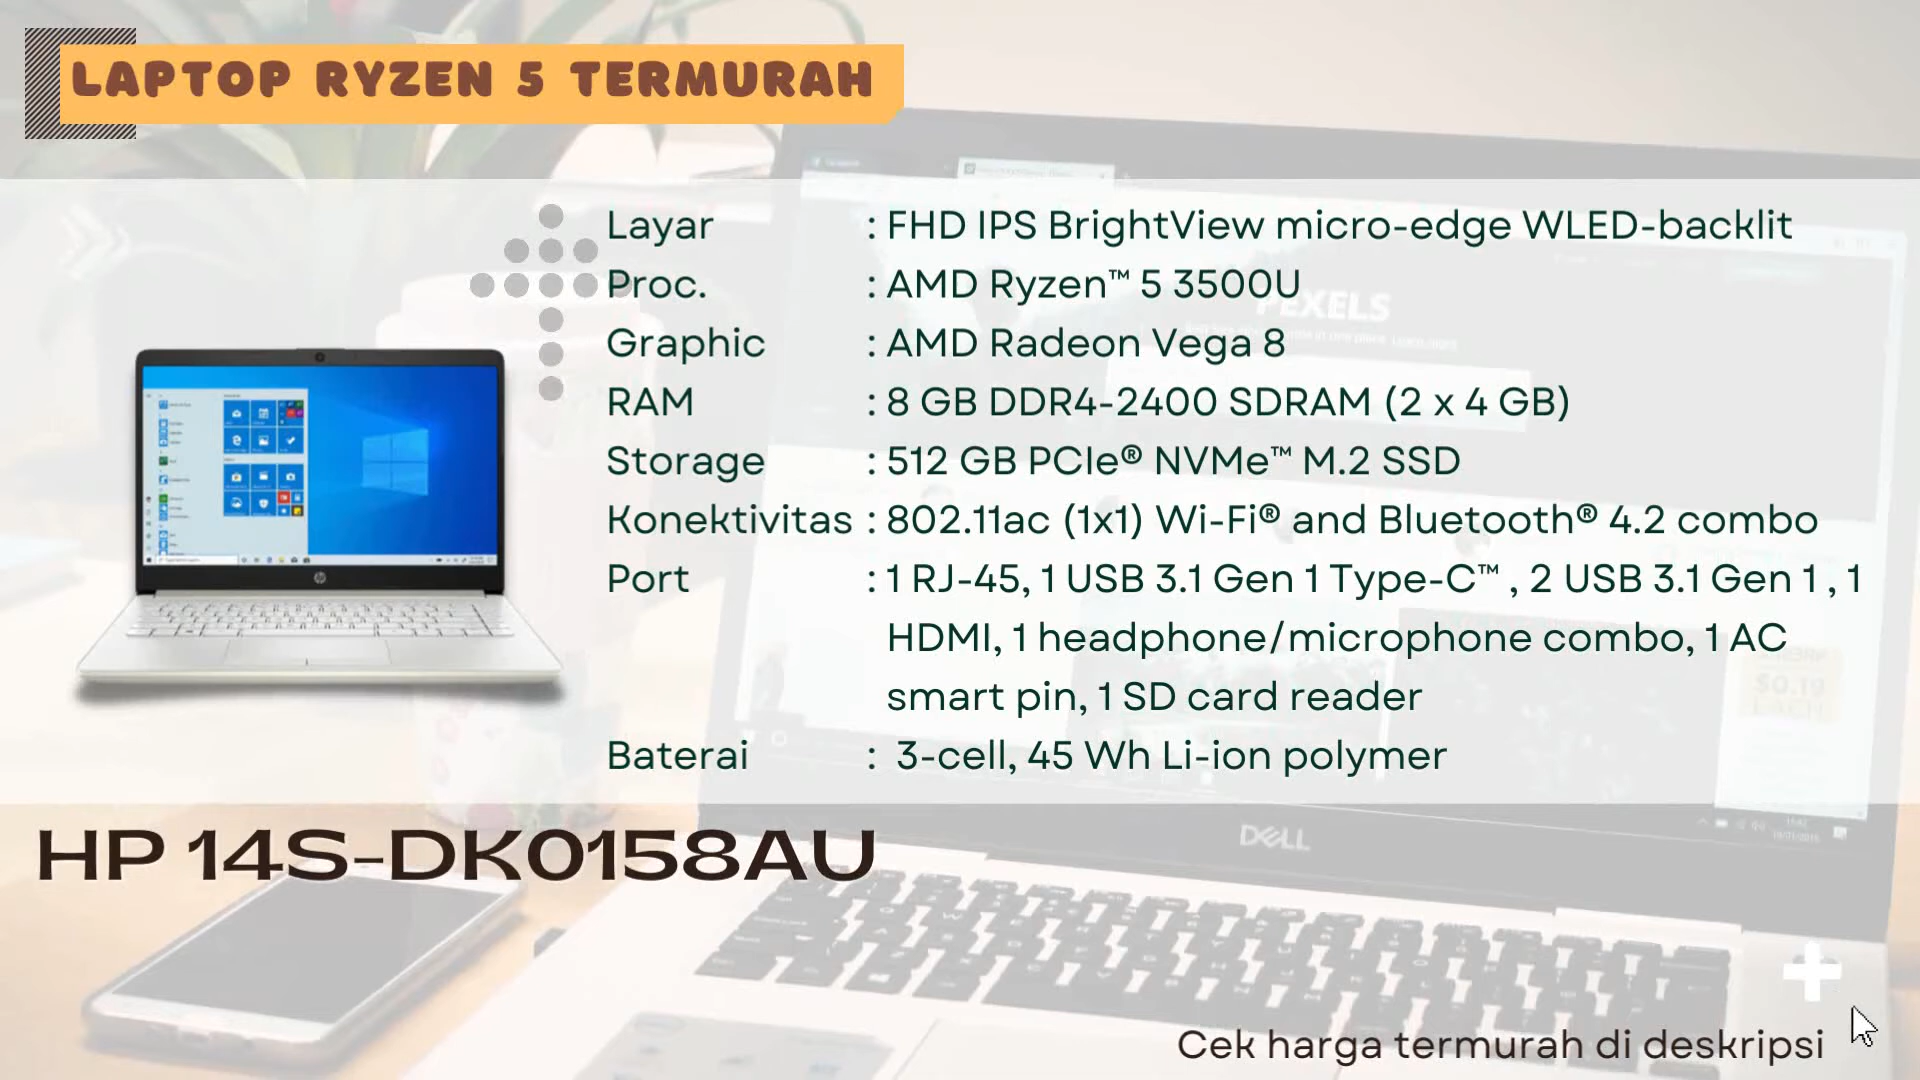 LAPTOP RYZEN 5 TERMURAH
Layar : FHD IPS BrightView micro-edge WLED-backlit
Proc. : AMD Ryzen™ 5 3500U
Graphic : AMD Radeon Vega 8
RAM : 8 GB DDR4-2400 SDRAM (2 x 4 GB)
Storage : 512 GB PCIe® NVMe™ M.2 SSD
Konektivitas : 802.11ac (1x1) Wi-Fi® and Bluetooth® 4.2 combo
Port : 1 RJ-45, 1 USB 3.1 Gen 1 Type-C™ , 2 USB 3.1 Gen 1 , 1
HDMI, 1 headphone/microphone combo, 1 AC
smart pin, 1 SD card reader
Baterai : 3-cell, 45 Wh Li-ion polymer
PEXELS
hp
$0.19
DELL
HP 14S-DK0158AU
Cek harga termurah di deskripsi